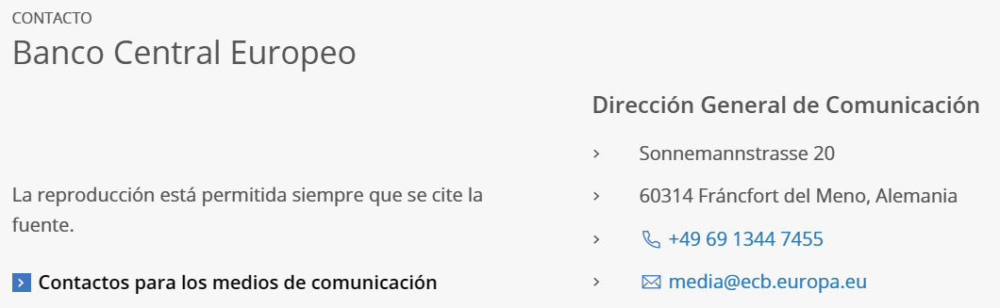 CONTACTO
Banco Central Europeo
La reproducción está permitida siempre que se cite la
fuente.
Contactos para los medios de comunicación
Dirección General de Comunicación
Sonnemannstrasse 20
60314 Fráncfort del Meno, Alemania
+49 69 1344 7455
media@ecb.europa.eu